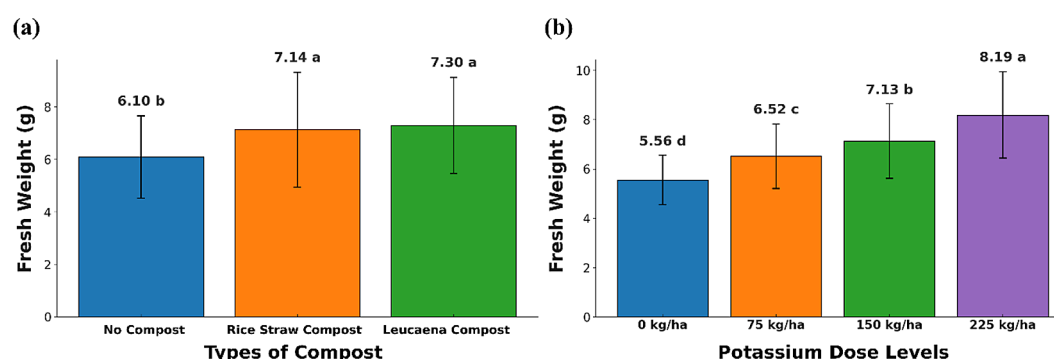 (a)
7.14 a
7.30 a
6.10 b
8
6
4
2
0
Fresh Weight (g)
No Compost
Rice Straw Compost
Leucaena Compost
Types of Compost
(b)
8.19 a
7.13 b
6.52 c
5.56 d
10
8
6
4
2
0
Fresh Weight (g)
0 kg/ha
75 kg/ha
150 kg/ha
225 kg/ha
Potassium Dose Levels